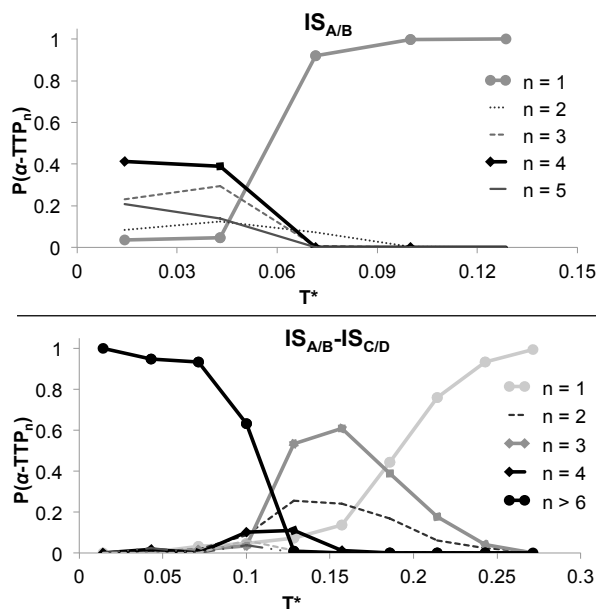 IS_A/B
P(α-TTP_n)
1
0.8
0.6
0.4
0.2
0
0
0.03
0.06
0.09
0.12
0.15
T*
n = 1
n = 2
n = 3
n = 4
n = 5
IS_A/B-IS_C/D
P(α-TTP_n)
1
0.8
0.6
0.4
0.2
0
0
0.05
0.1
0.15
0.2
0.25
0.3
T*
n = 1
n = 2
n = 3
n = 4
n > 6